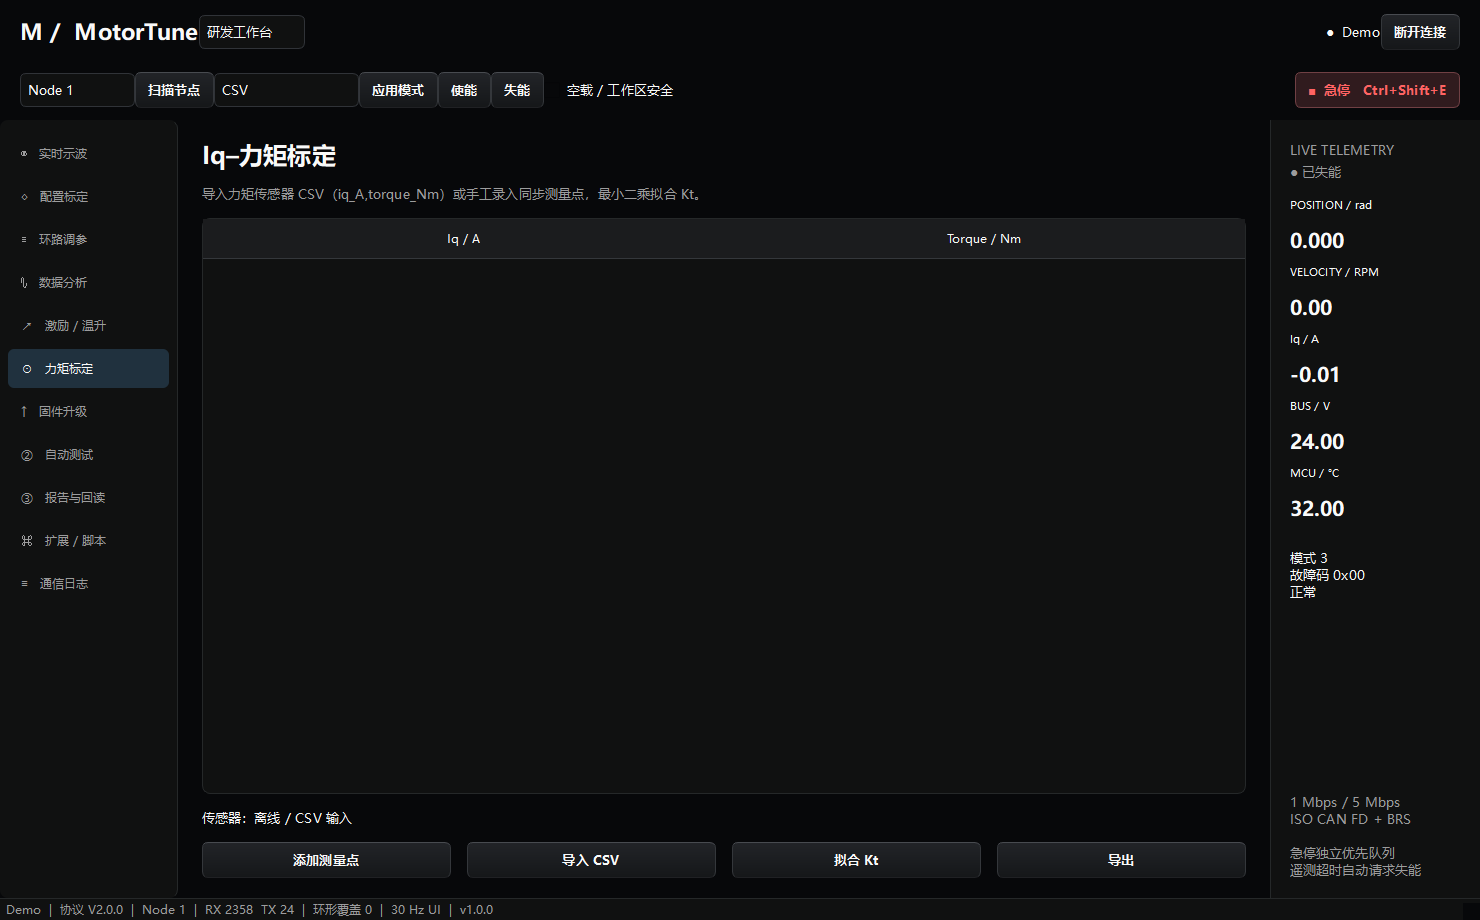 M / MotorTune 研发工作台 ● Demo 断开连接
Node 1 扫描节点 CSV 应用模式 使能 失能 空载 / 工作区安全 ■ 急停 Ctrl+Shift+E
实时示波
◇ 配置标定
≡ 环路调参
数据分析
↗ 激励 / 温升
⊙ 力矩标定
↑ 固件升级
② 自动测试
③ 报告与回读
⌘ 扩展 / 脚本
≡ 通信日志
Iq–力矩标定
导入力矩传感器 CSV（iq_A,torque_Nm）或手工录入同步测量点，最小二乘拟合 Kt。
Iq / A Torque / Nm
传感器：离线 / CSV 输入
添加测量点 导入 CSV 拟合 Kt 导出
LIVE TELEMETRY
● 已失能
POSITION / rad
0.000
VELOCITY / RPM
0.00
Iq / A
-0.01
BUS / V
24.00
MCU / °C
32.00
模式 3
故障码 0x00
正常
1 Mbps / 5 Mbps
ISO CAN FD + BRS
急停独立优先队列
遥测超时自动请求失能
Demo | 协议 V2.0.0 | Node 1 | RX 2358 TX 24 | 环形覆盖 0 | 30 Hz UI | v1.0.0